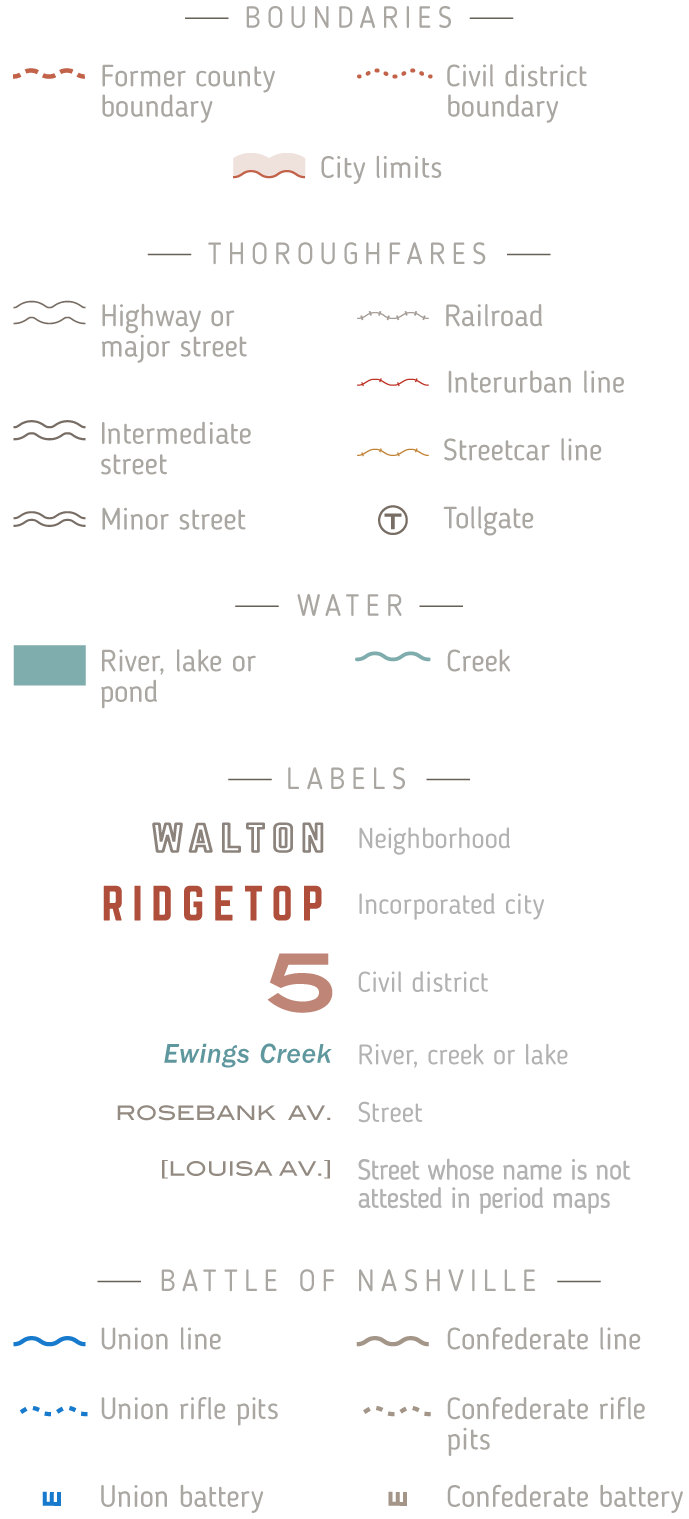 BOUNDARIES
Former county
boundary
Civil district
boundary
City limits
THOROUGHFARES
Highway or
major street
Railroad
Interurban line
Intermediate
street
Streetcar line
Minor street
T
Tollgate
WATER
River, lake or
pond
Creek
LABELS
WALTON Neighborhood
RIDGETOP Incorporated city
5 Civil district
Ewings Creek River, creek or lake
ROSEBANK AV. Street
[LOUISA AV.] Street whose name is not
attested in period maps
BATTLE OF NASHVILLE
Union line
Confederate line
Union rifle pits
Confederate rifle
pits
Union battery
Confederate battery